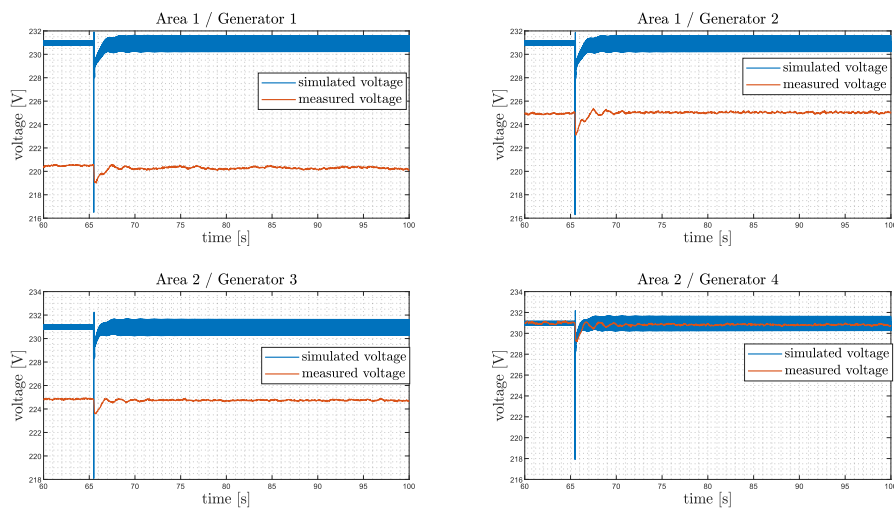 Area 1 / Generator 1
232
230
228
226
224
222
220
218
216
voltage [V]
simulated voltage
measured voltage
60 65 70 75 80 85 90 95 100
time [s]
Area 1 / Generator 2
232
230
228
226
224
222
220
218
216
voltage [V]
simulated voltage
measured voltage
60 65 70 75 80 85 90 95 100
time [s]
Area 2 / Generator 3
234
232
230
228
226
224
222
220
218
voltage [V]
simulated voltage
measured voltage
60 65 70 75 80 85 90 95 100
time [s]
Area 2 / Generator 4
234
232
230
228
226
224
222
220
218
216
voltage [V]
simulated voltage
measured voltage
60 65 70 75 80 85 90 95 100
time [s]